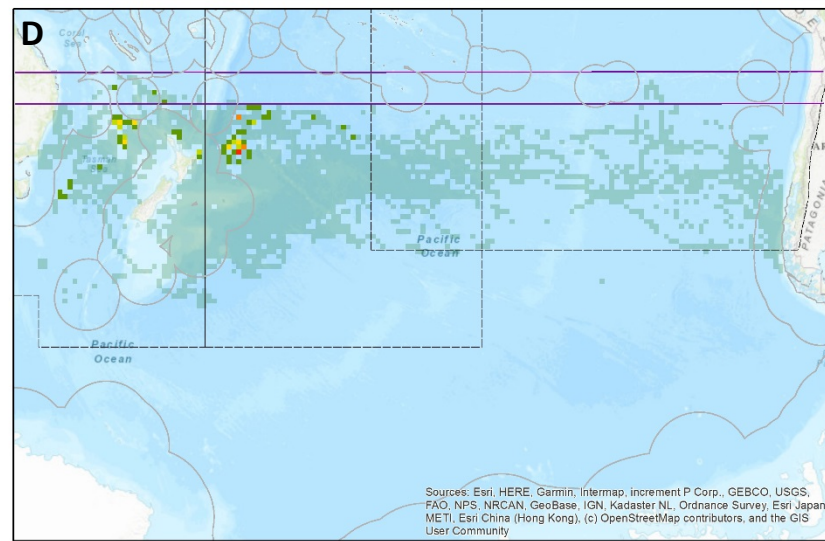 D
Coral
Sea
Pacific
Ocean
PATAGONIA
Pacific
Ocean
Sources: Esri, HERE, Garmin, Intermap, increment P Corp., GEBCO, USGS,
FAO, NPS, NRCAN, GeoBase, IGN, Kadaster NL, Ordnance Survey, Esri Japan,
METI, Esri China (Hong Kong), (c) OpenStreetMap contributors, and the GIS
User Community